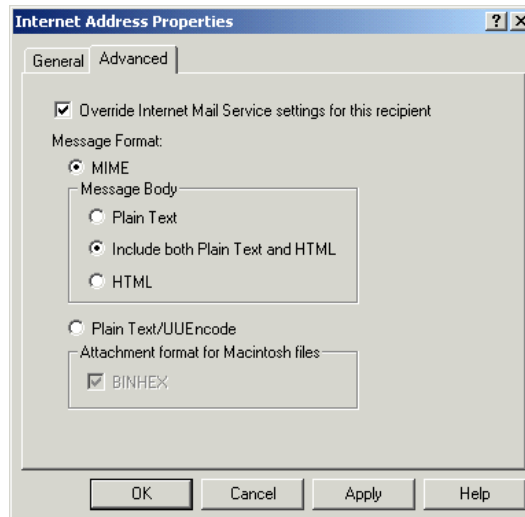 Internet Address Properties
General Advanced
Override Internet Mail Service settings for this recipient
Message Format:
MIME
Message Body
Plain Text
Include both Plain Text and HTML
HTML
Plain Text/UUEncode
Attachment format for Macintosh files
BINHEX
OK Cancel Apply Help